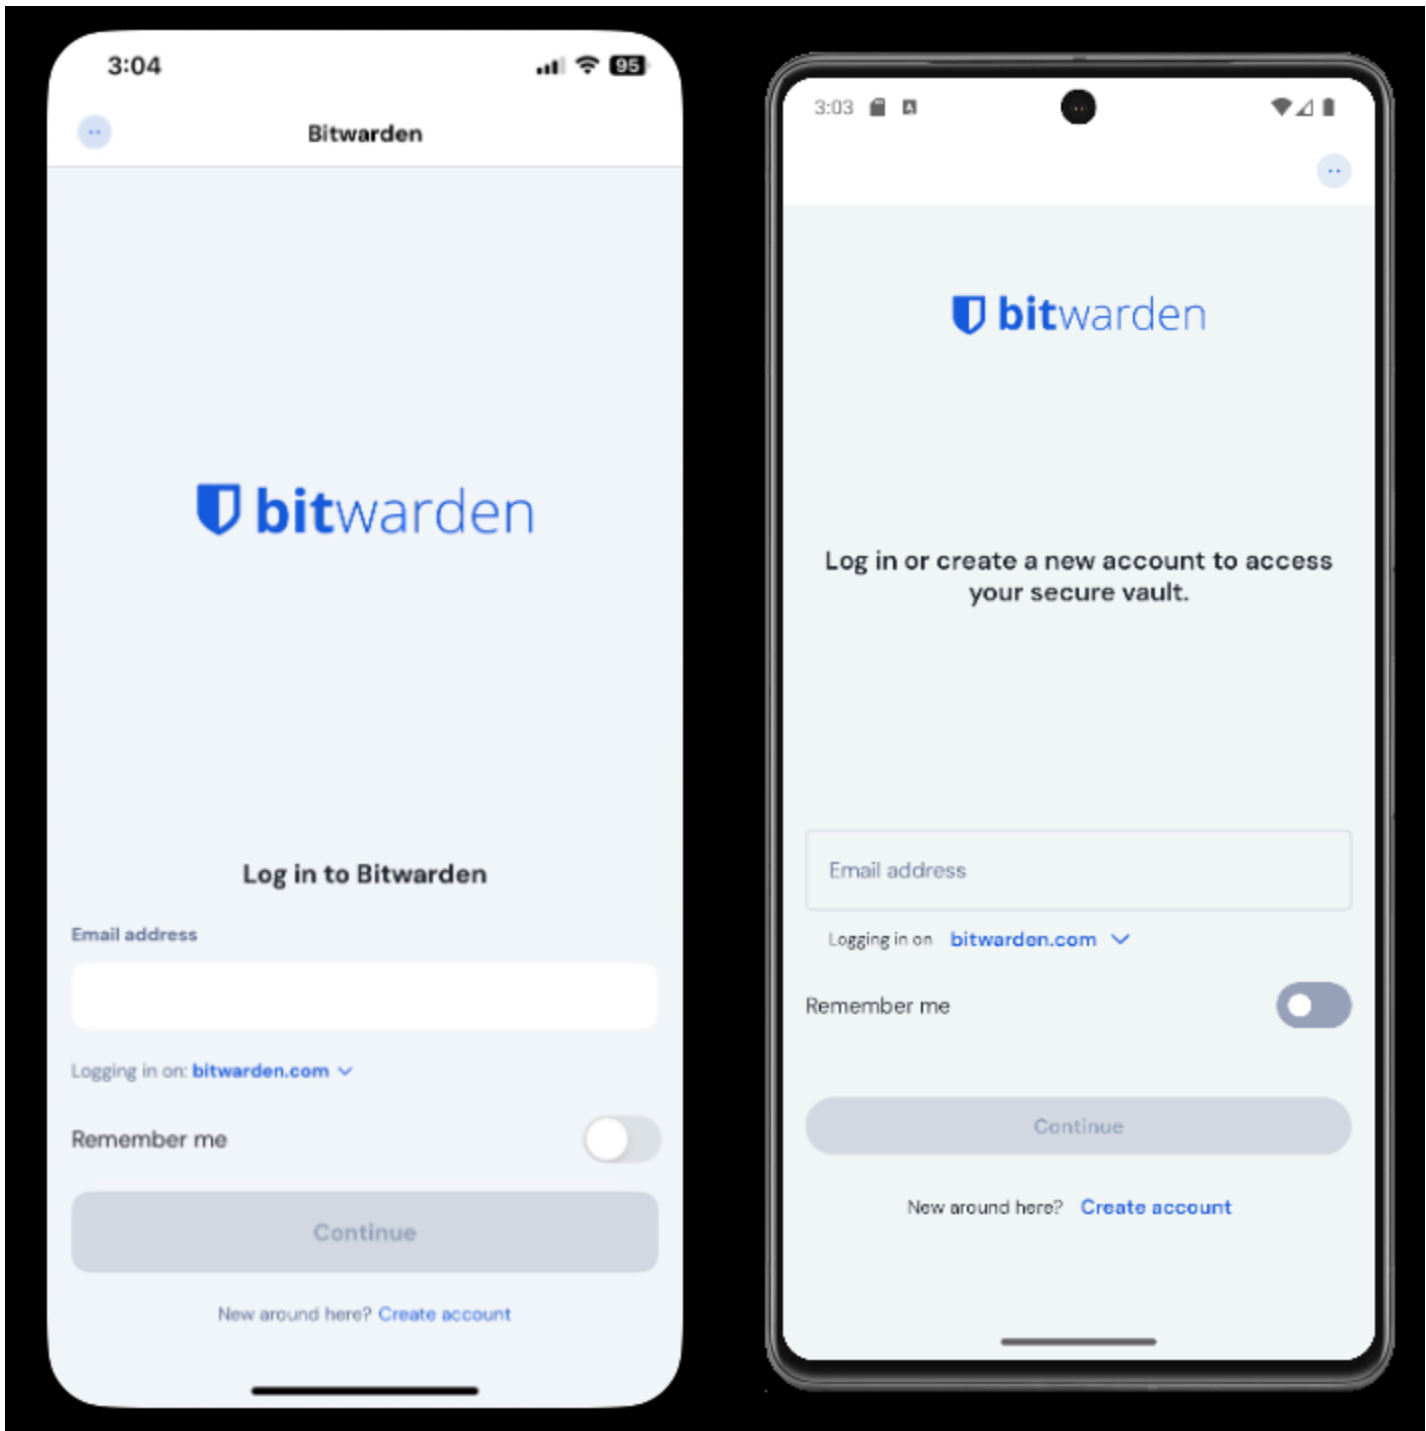 3:04
95
Bitwarden
bitwarden
Log in to Bitwarden
Email address
Logging in on: bitwarden.com
Remember me
Continue
New around here? Create account
3:03
bitwarden
Log in or create a new account to access
your secure vault.
Email address
Logging in on bitwarden.com
Remember me
Continue
New around here? Create account